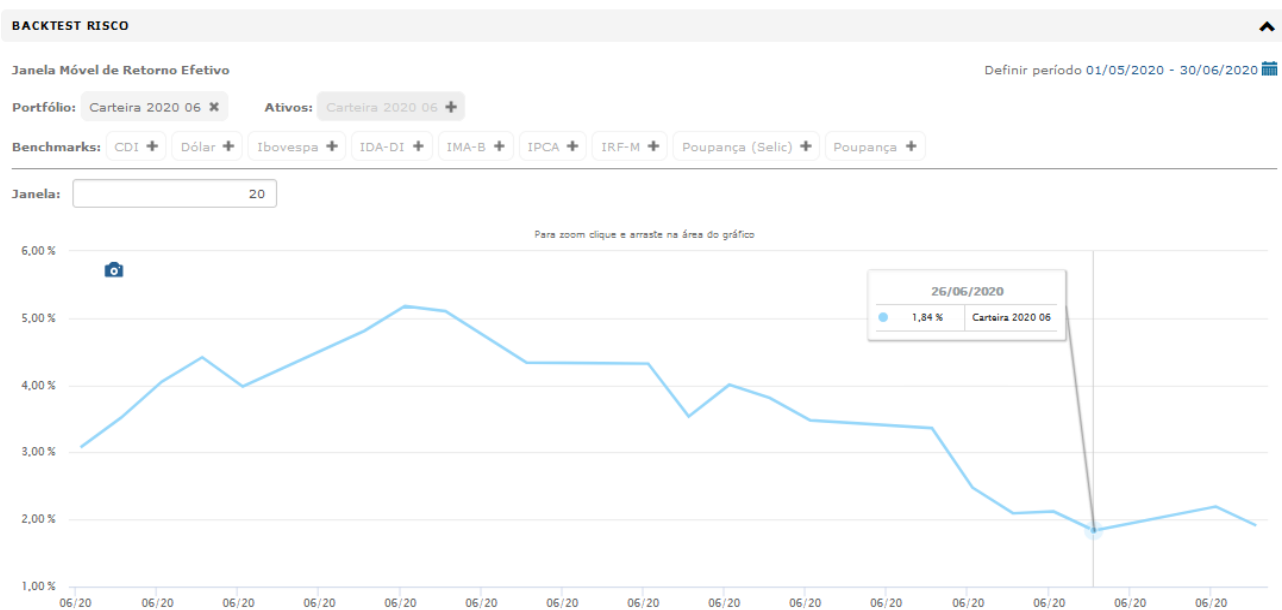 BACKTEST RISCO
Janela Móvel de Retorno Efetivo
Definir período 01/05/2020 - 30/06/2020
Portfólio: Carteira 2020 06 ✖ Ativos: Carteira 2020 06 +
Benchmarks: CDI + Dólar + Ibovespa + IDA-DI + IMA-B + IPCA + IRF-M + Poupança (Selic) + Poupança +
Janela: 20
Para zoom clique e arraste na área do gráfico
6,00 %
26/06/2020
1,84 % Carteira 2020 06
5,00 %
4,00 %
3,00 %
2,00 %
1,00 %
06/20 06/20 06/20 06/20 06/20 06/20 06/20 06/20 06/20 06/20 06/20 06/20 06/20 06/20 06/20